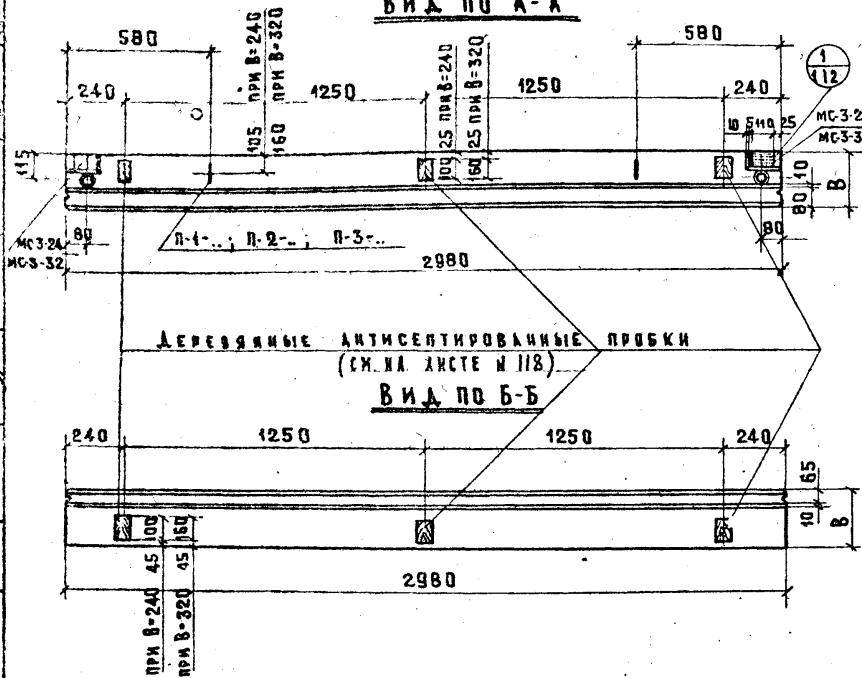 ВИД ПО А-А
580
580
105 ПРИ В=240
160 ПРИ В=320
1
112
240
1250
100 25 ПРИ В=240
160 25 ПРИ В=320
1250
240
10 5 110 25
МС-3-2
МС-3-3
115
10
80
В
МС3-24
МС-3-32
80
П-1-..; П-2-..; П-3-..
80
2980
ДЕРЕВЯННЫЕ АНТИСЕПТИРОВАННЫЕ ПРОБКИ
(СМ. НА ЛИСТЕ N 118)
ВИД ПО Б-Б
240
1250
1250
240
65
10
В
ПРИ В=240 45 100
ПРИ В=320 45 160
2980